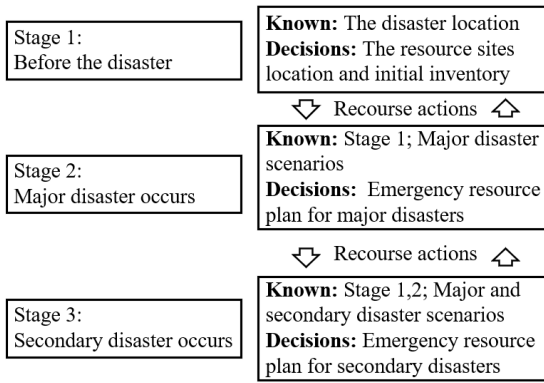 Stage 1:
Before the disaster
Known: The disaster location
Decisions: The resource sites
location and initial inventory
Recourse actions
Stage 2:
Major disaster occurs
Known: Stage 1; Major disaster
scenarios
Decisions: Emergency resource
plan for major disasters
Recourse actions
Stage 3:
Secondary disaster occurs
Known: Stage 1,2; Major and
secondary disaster scenarios
Decisions: Emergency resource
plan for secondary disasters